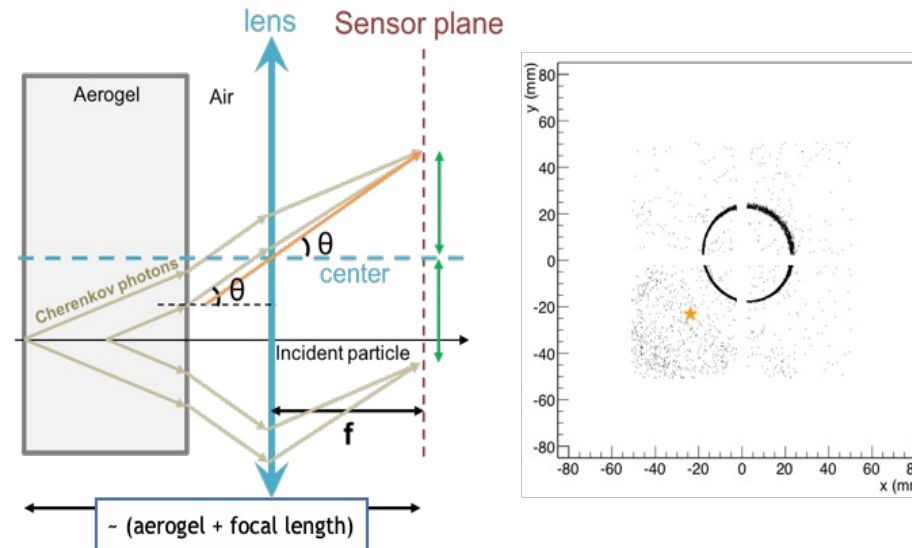 lens
Sensor plane
Aerogel
Air
Cherenkov photons
θ
θ
center
Incident particle
f
~ (aerogel + focal length)
y (mm)
80
60
40
20
0
-20
-40
-60
-80
-80 -60 -40 -20 0 20 40 60 80
x (mm